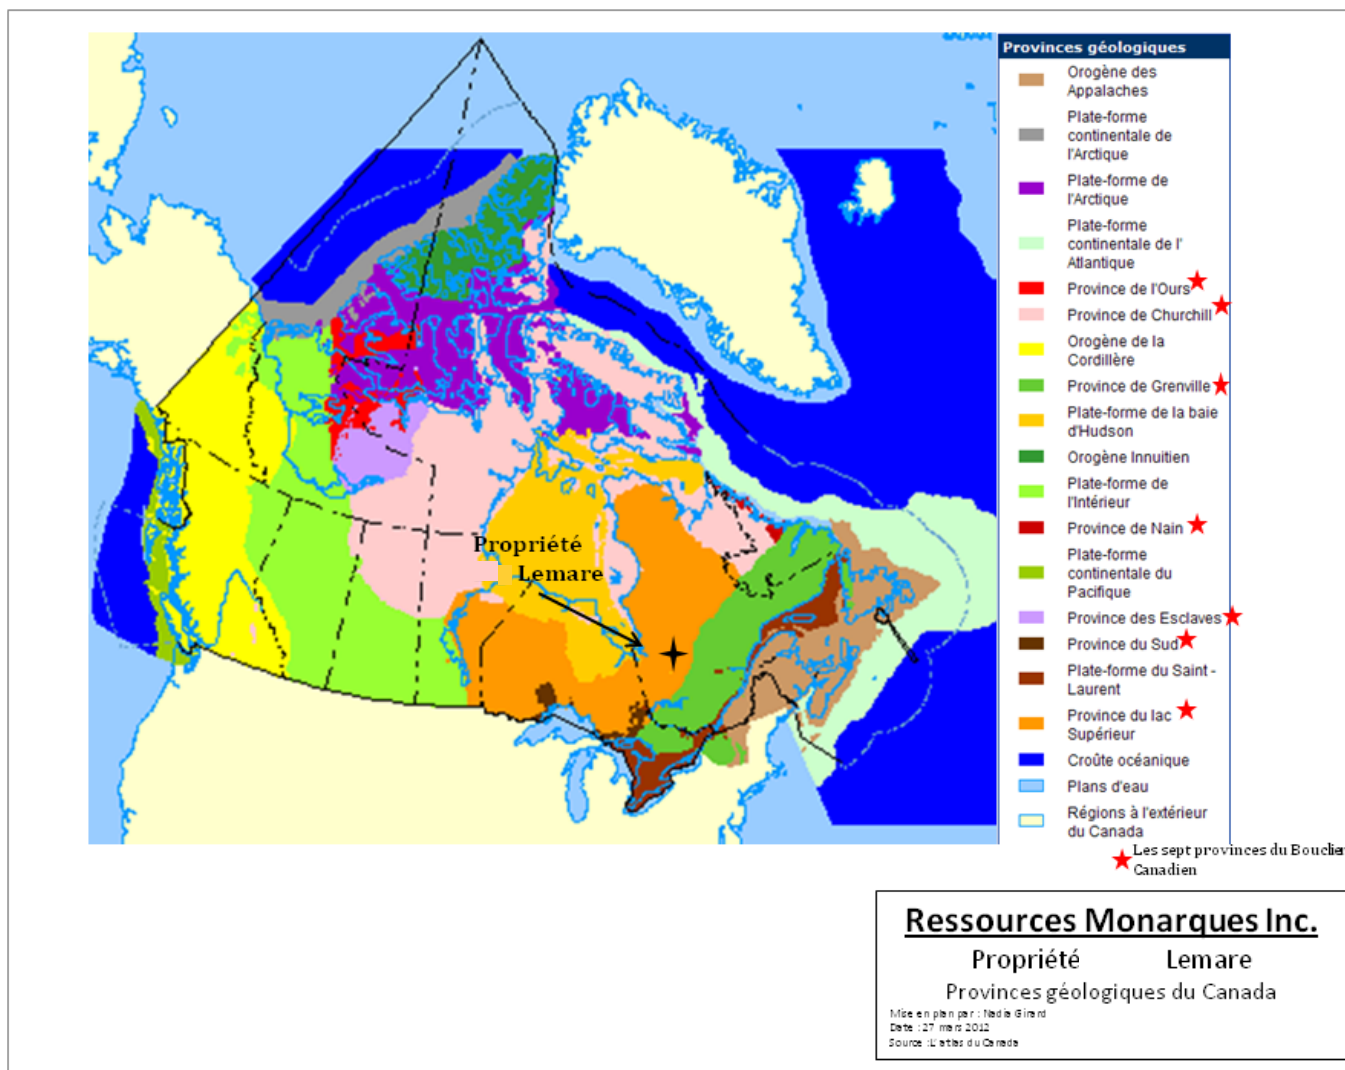 Provinces géologiques
Orogène des
Appalaches
Plate-forme
continentale de
l'Arctique
Plate-forme de
l'Arctique
Plate-forme
continentale de l'
Atlantique
Province de l'Ours
Province de Churchill
Orogène de la
Cordillère
Province de Grenville
Plate-forme de la baie
d'Hudson
Orogène Innuitien
Plate-forme de
l'Intérieur
Province de Nain
Plate-forme
continentale du
Pacifique
Province des Esclaves
Province du Sud
Plate-forme du Saint -
Laurent
Province du lac
Supérieur
Croûte océanique
Plans d'eau
Régions à l'extérieur
du Canada
Propriété
Lemare
Les sept provinces du Bouclier
Canadien
Ressources Monarques Inc.
Propriété Lemare
Provinces géologiques du Canada
Mise en plan par : Nadia Girard
Date : 27 mars 2012
Source : L'atlas du Canada